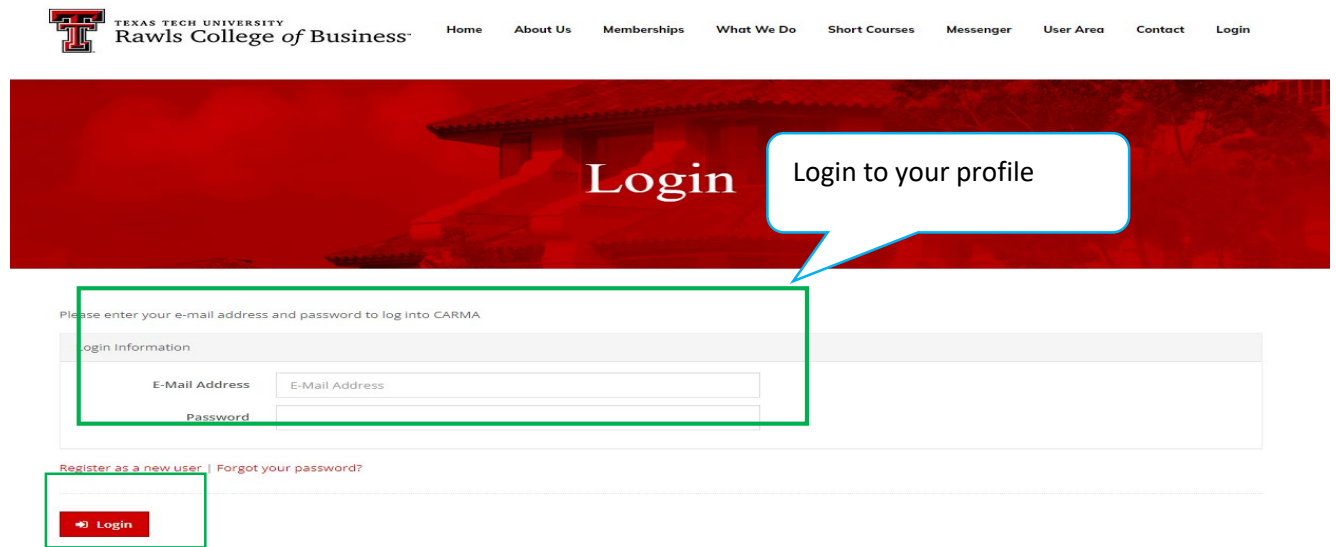 TEXAS TECH UNIVERSITY
Rawls College of Business™
Home About Us Memberships What We Do Short Courses Messenger User Area Contact Login
Login
Login to your profile
Please enter your e-mail address and password to log into CARMA
Login Information
E-Mail Address E-Mail Address
Password
Register as a new user | Forgot your password?
Login